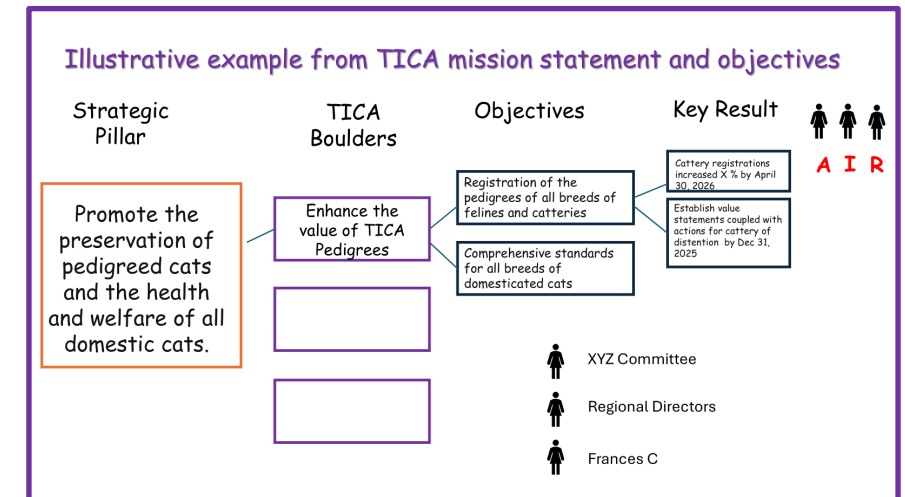 Illustrative example from TICA mission statement and objectives
Strategic
Pillar
TICA
Boulders
Objectives
Key Result
A I R
Promote the
preservation of
pedigreed cats
and the health
and welfare of all
domestic cats.
Enhance the
value of TICA
Pedigrees
Registration of the
pedigrees of all breeds of
felines and catteries
Comprehensive standards
for all breeds of
domesticated cats
Cattery registrations
increased X % by April
30, 2026
Establish value
statements coupled with
actions for cattery of
distention by Dec 31,
2025
XYZ Committee
Regional Directors
Frances C